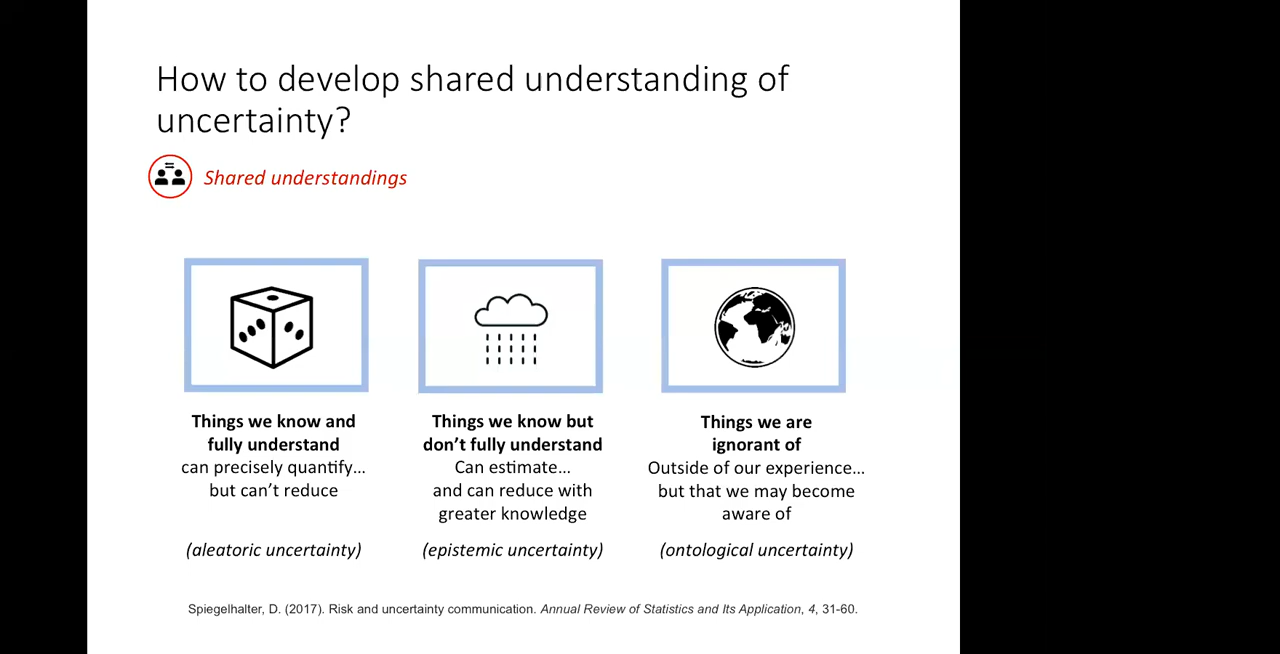 How to develop shared understanding of
uncertainty?
Shared understandings
Things we know and
fully understand
can precisely quantify...
but can't reduce
(aleatoric uncertainty)
Things we know but
don't fully understand
Can estimate...
and can reduce with
greater knowledge
(epistemic uncertainty)
Things we are
ignorant of
Outside of our experience...
but that we may become
aware of
(ontological uncertainty)
Spiegelhalter, D. (2017). Risk and uncertainty communication. Annual Review of Statistics and Its Application, 4, 31-60.